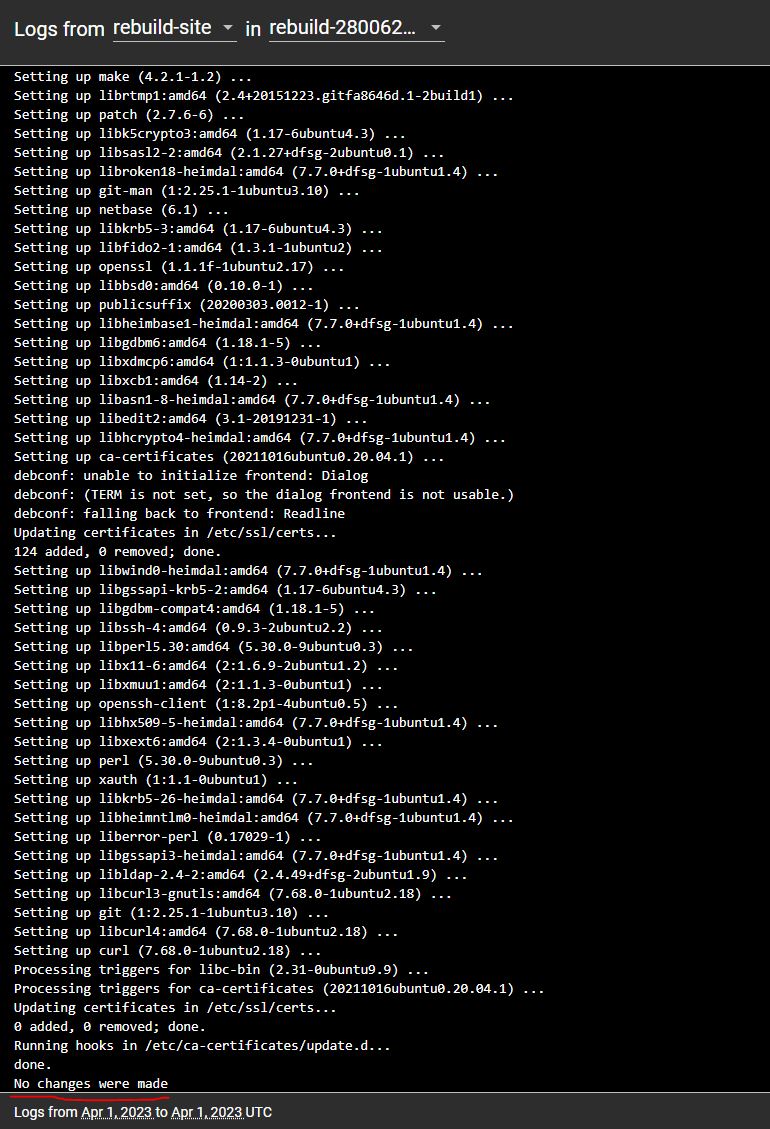 Logs from rebuild-site in rebuild-280062...
Setting up make (4.2.1-1.2) ...
Setting up librtmp1:amd64 (2.4+20151223.gitfa8646d.1-2build1) ...
Setting up patch (2.7.6-6) ...
Setting up libk5crypto3:amd64 (1.17-6ubuntu4.3) ...
Setting up libsasl2-2:amd64 (2.1.27+dfsg-2ubuntu0.1) ...
Setting up libroken18-heimdal:amd64 (7.7.0+dfsg-1ubuntu1.4) ...
Setting up git-man (1:2.25.1-1ubuntu3.10) ...
Setting up netbase (6.1) ...
Setting up libkrb5-3:amd64 (1.17-6ubuntu4.3) ...
Setting up libfido2-1:amd64 (1.3.1-1ubuntu2) ...
Setting up openssl (1.1.1f-1ubuntu2.17) ...
Setting up libbsd0:amd64 (0.10.0-1) ...
Setting up publicsuffix (20200303.0012-1) ...
Setting up libheimbase1-heimdal:amd64 (7.7.0+dfsg-1ubuntu1.4) ...
Setting up libgdbm6:amd64 (1.18.1-5) ...
Setting up libxdmcp6:amd64 (1:1.1.3-0ubuntu1) ...
Setting up libxcb1:amd64 (1.14-2) ...
Setting up libasn1-8-heimdal:amd64 (7.7.0+dfsg-1ubuntu1.4) ...
Setting up libedit2:amd64 (3.1-20191231-1) ...
Setting up libhcrypto4-heimdal:amd64 (7.7.0+dfsg-1ubuntu1.4) ...
Setting up ca-certificates (20211016ubuntu0.20.04.1) ...
debconf: unable to initialize frontend: Dialog
debconf: (TERM is not set, so the dialog frontend is not usable.)
debconf: falling back to frontend: Readline
Updating certificates in /etc/ssl/certs...
124 added, 0 removed; done.
Setting up libwind0-heimdal:amd64 (7.7.0+dfsg-1ubuntu1.4) ...
Setting up libgssapi-krb5-2:amd64 (1.17-6ubuntu4.3) ...
Setting up libgdbm-compat4:amd64 (1.18.1-5) ...
Setting up libssh-4:amd64 (0.9.3-2ubuntu2.2) ...
Setting up libperl5.30:amd64 (5.30.0-9ubuntu0.3) ...
Setting up libx11-6:amd64 (2:1.6.9-2ubuntu1.2) ...
Setting up libxmuu1:amd64 (2:1.1.3-0ubuntu1) ...
Setting up openssh-client (1:8.2p1-4ubuntu0.5) ...
Setting up libhx509-5-heimdal:amd64 (7.7.0+dfsg-1ubuntu1.4) ...
Setting up libxext6:amd64 (2:1.3.4-0ubuntu1) ...
Setting up perl (5.30.0-9ubuntu0.3) ...
Setting up xauth (1:1.1-0ubuntu1) ...
Setting up libkrb5-26-heimdal:amd64 (7.7.0+dfsg-1ubuntu1.4) ...
Setting up libheimntlm0-heimdal:amd64 (7.7.0+dfsg-1ubuntu1.4) ...
Setting up liberror-perl (0.17029-1) ...
Setting up libgssapi3-heimdal:amd64 (7.7.0+dfsg-1ubuntu1.4) ...
Setting up libldap-2.4-2:amd64 (2.4.49+dfsg-2ubuntu1.9) ...
Setting up libcurl3-gnutls:amd64 (7.68.0-1ubuntu2.18) ...
Setting up git (1:2.25.1-1ubuntu3.10) ...
Setting up libcurl4:amd64 (7.68.0-1ubuntu2.18) ...
Setting up curl (7.68.0-1ubuntu2.18) ...
Processing triggers for libc-bin (2.31-0ubuntu9.9) ...
Processing triggers for ca-certificates (20211016ubuntu0.20.04.1) ...
Updating certificates in /etc/ssl/certs...
0 added, 0 removed; done.
Running hooks in /etc/ca-certificates/update.d...
done.
No changes were made
Logs from Apr 1, 2023 to Apr 1, 2023 UTC